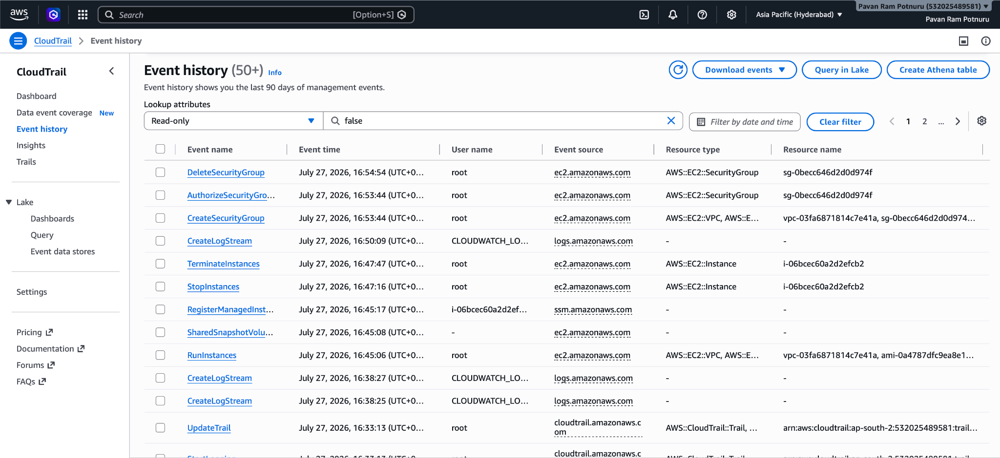 aws
Search
[Option+S]
Asia Pacific (Hyderabad) ▼
Pavan Ram Potnuru (532025489581) ▼
Pavan Ram Potnuru
CloudTrail > Event history
CloudTrail
Dashboard
Data event coverage New
Event history
Insights
Trails
Lake
Dashboards
Query
Event data stores
Settings
Pricing
Documentation
Forums
FAQs
Event history (50+) Info
Download events ▼
Query in Lake
Create Athena table
Event history shows you the last 90 days of management events.
Lookup attributes
Read-only
false
Filter by date and time
Clear filter
1 2 ...
Event name Event time User name Event source Resource type Resource name
DeleteSecurityGroup July 27, 2026, 16:54:54 (UTC+0... root ec2.amazonaws.com AWS::EC2::SecurityGroup sg-0becc646d2d0d974f
AuthorizeSecurityGro... July 27, 2026, 16:53:44 (UTC+0... root ec2.amazonaws.com AWS::EC2::SecurityGroup sg-0becc646d2d0d974f
CreateSecurityGroup July 27, 2026, 16:53:44 (UTC+0... root ec2.amazonaws.com AWS::EC2::VPC, AWS::E... vpc-03fa6871814c7e41a, sg-0becc646d2d0d974...
CreateLogStream July 27, 2026, 16:50:09 (UTC+0... CLOUDWATCH_LO... logs.amazonaws.com - -
TerminateInstances July 27, 2026, 16:47:47 (UTC+0... root ec2.amazonaws.com AWS::EC2::Instance i-06bcec60a2d2efcb2
StopInstances July 27, 2026, 16:47:16 (UTC+0... root ec2.amazonaws.com AWS::EC2::Instance i-06bcec60a2d2efcb2
RegisterManagedInst... July 27, 2026, 16:45:17 (UTC+0... i-06bcec60a2d2ef... ssm.amazonaws.com - -
SharedSnapshotVolu... July 27, 2026, 16:45:08 (UTC+0... - ec2.amazonaws.com - -
RunInstances July 27, 2026, 16:45:06 (UTC+0... root ec2.amazonaws.com AWS::EC2::VPC, AWS::E... vpc-03fa6871814c7e41a, ami-0a4787dfc9ea8e1...
CreateLogStream July 27, 2026, 16:38:27 (UTC+0... CLOUDWATCH_LO... logs.amazonaws.com - -
CreateLogStream July 27, 2026, 16:38:25 (UTC+0... CLOUDWATCH_LO... logs.amazonaws.com - -
UpdateTrail July 27, 2026, 16:33:13 (UTC+0... root cloudtrail.amazonaws.c
om AWS::CloudTrail::Trail, ... arn:aws:cloudtrail:ap-south-2:532025489581:trail...
cloudtrail.amazonaws.c